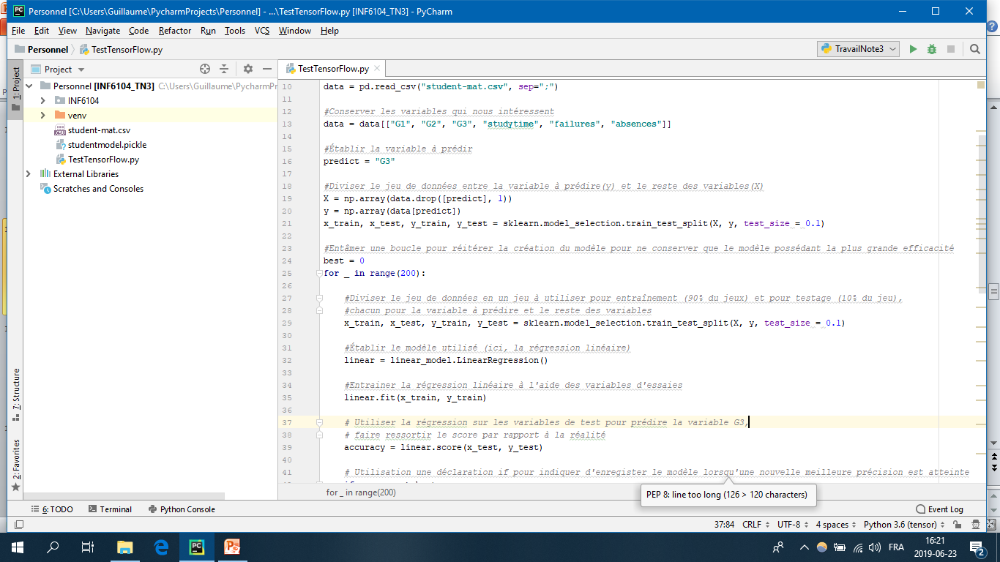 Personnel [C:\Users\Guillaume\PycharmProjects\Personnel] - ...\TestTensorFlow.py [INF6104_TN3] - PyCharm
File Edit View Navigate Code Refactor Run Tools VCS Window Help
Personnel TestTensorFlow.py TravailNote3
1: Project
Project
TestTensorFlow.py
Personnel [INF6104_TN3] C:\Users\Guillaume\PycharmPr
INF6104
venv
student-mat.csv
studentmodel.pickle
TestTensorFlow.py
External Libraries
Scratches and Consoles
7: Structure
2: Favorites
10 data = pd.read_csv("student-mat.csv", sep=";")
11
12 #Conserver les variables qui nous intéressent
13 data = data[["G1", "G2", "G3", "studytime", "failures", "absences"]]
14
15 #Établir la variable à prédir
16 predict = "G3"
17
18 #Diviser le jeu de données entre la variable à prédire(y) et le reste des variables(X)
19 X = np.array(data.drop([predict], 1))
20 y = np.array(data[predict])
21 x_train, x_test, y_train, y_test = sklearn.model_selection.train_test_split(X, y, test_size = 0.1)
22
23 #Entâmer une boucle pour réitérer la création du modèle pour ne conserver que le modèle possédant la plus grande efficacité
24 best = 0
25 for _ in range(200):
26
27 #Diviser le jeu de données en un jeu à utiliser pour entraînement (90% du jeux) et pour testage (10% du jeu),
28 #chacun pour la variable à prédire et le reste des variables
29 x_train, x_test, y_train, y_test = sklearn.model_selection.train_test_split(X, y, test_size = 0.1)
30
31 #Établir le modèle utilisé (ici, la régression linéaire)
32 linear = linear_model.LinearRegression()
33
34 #Entrainer la régression linéaire à l'aide des variables d'essaies
35 linear.fit(x_train, y_train)
36
37 # Utiliser la régression sur les variables de test pour prédire la variable G3,
38 # faire ressortir le score par rapport à la réalité
39 accuracy = linear.score(x_test, y_test)
40
41 # Utilisation une déclaration if pour indiquer d'enregister le modèle lorsqu'une nouvelle meilleure précision est atteinte
for _ in range(200)
PEP 8: line too long (126 > 120 characters)
6: TODO Terminal Python Console Event Log
37:84 CRLF UTF-8 4 spaces Python 3.6 (tensor)
FRA
16:21
2019-06-23
2